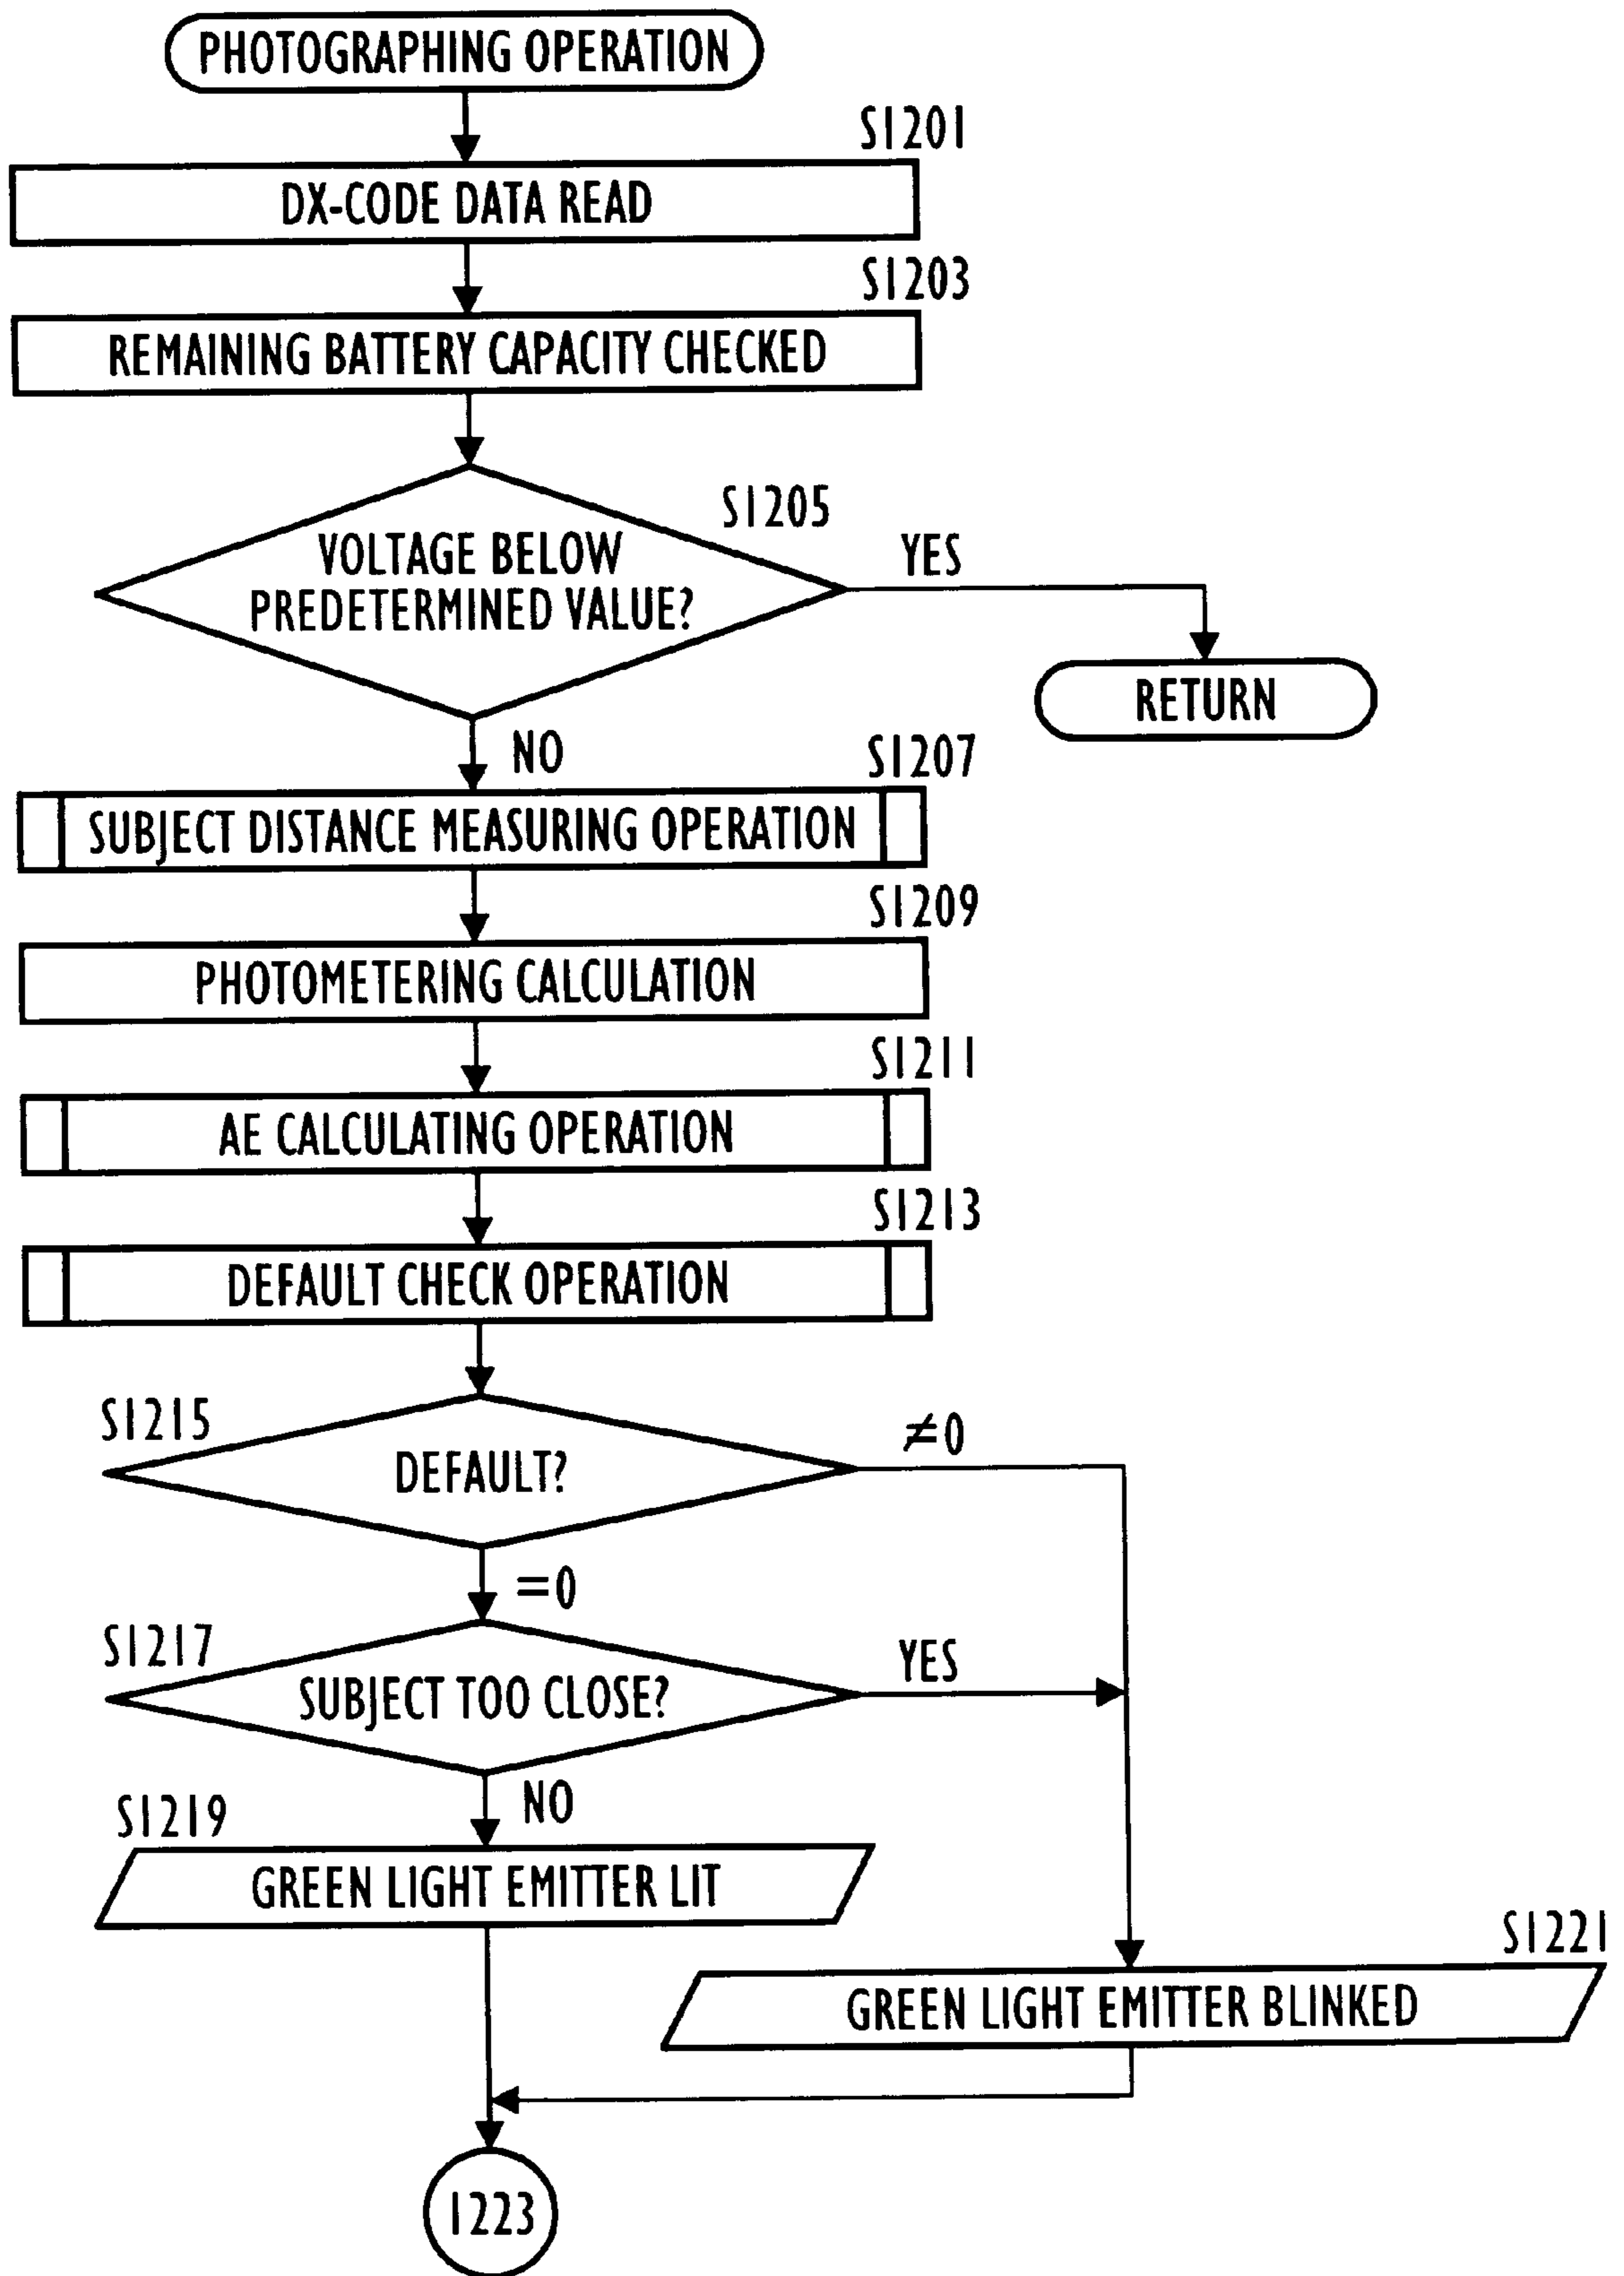 PHOTOGRAPHING OPERATION
S1201
DX-CODE DATA READ
S1203
REMAINING BATTERY CAPACITY CHECKED
S1205
VOLTAGE BELOW
PREDETERMINED VALUE?
YES
RETURN
NO
S1207
SUBJECT DISTANCE MEASURING OPERATION
S1209
PHOTOMETERING CALCULATION
S1211
AE CALCULATING OPERATION
S1213
DEFAULT CHECK OPERATION
S1215
DEFAULT?
≠0
=0
S1217
SUBJECT TOO CLOSE?
YES
NO
S1219
GREEN LIGHT EMITTER LIT
S1221
GREEN LIGHT EMITTER BLINKED
1223